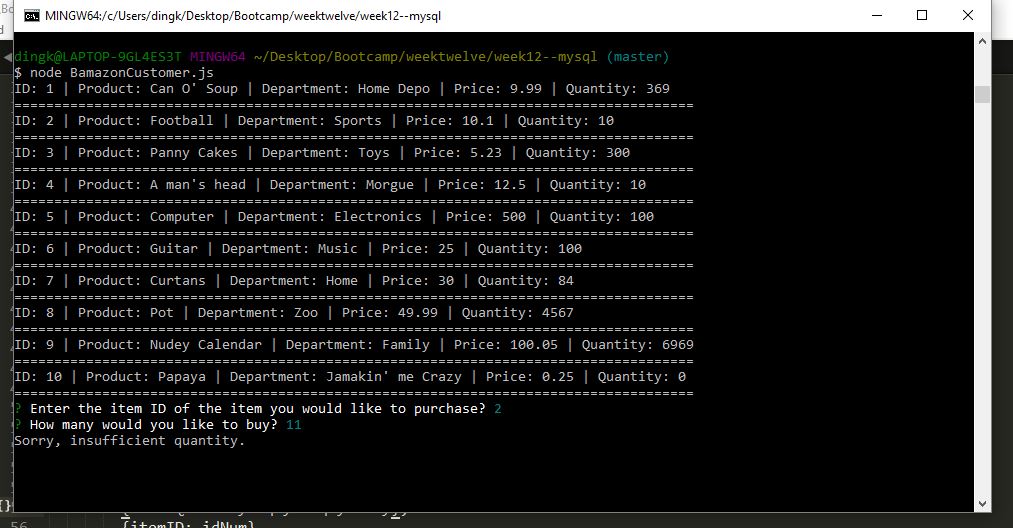 MINGW64:/c/Users/dingk/Desktop/Bootcamp/weektwelve/week12--mysql
dingk@LAPTOP-9GL4ES3T MINGW64 ~/Desktop/Bootcamp/weektwelve/week12--mysql (master)
$ node BamazonCustomer.js
ID: 1 | Product: Can O' Soup | Department: Home Depo | Price: 9.99 | Quantity: 369
=====================================================================================
ID: 2 | Product: Football | Department: Sports | Price: 10.1 | Quantity: 10
=====================================================================================
ID: 3 | Product: Panny Cakes | Department: Toys | Price: 5.23 | Quantity: 300
=====================================================================================
ID: 4 | Product: A man's head | Department: Morgue | Price: 12.5 | Quantity: 10
=====================================================================================
ID: 5 | Product: Computer | Department: Electronics | Price: 500 | Quantity: 100
=====================================================================================
ID: 6 | Product: Guitar | Department: Music | Price: 25 | Quantity: 100
=====================================================================================
ID: 7 | Product: Curtans | Department: Home | Price: 30 | Quantity: 84
=====================================================================================
ID: 8 | Product: Pot | Department: Zoo | Price: 49.99 | Quantity: 4567
=====================================================================================
ID: 9 | Product: Nudey Calendar | Department: Family | Price: 100.05 | Quantity: 6969
=====================================================================================
ID: 10 | Product: Papaya | Department: Jamakin' me Crazy | Price: 0.25 | Quantity: 0
=====================================================================================
? Enter the item ID of the item you would like to purchase? 2
? How many would you like to buy? 11
Sorry, insufficient quantity.
56 {itemID: idNum}